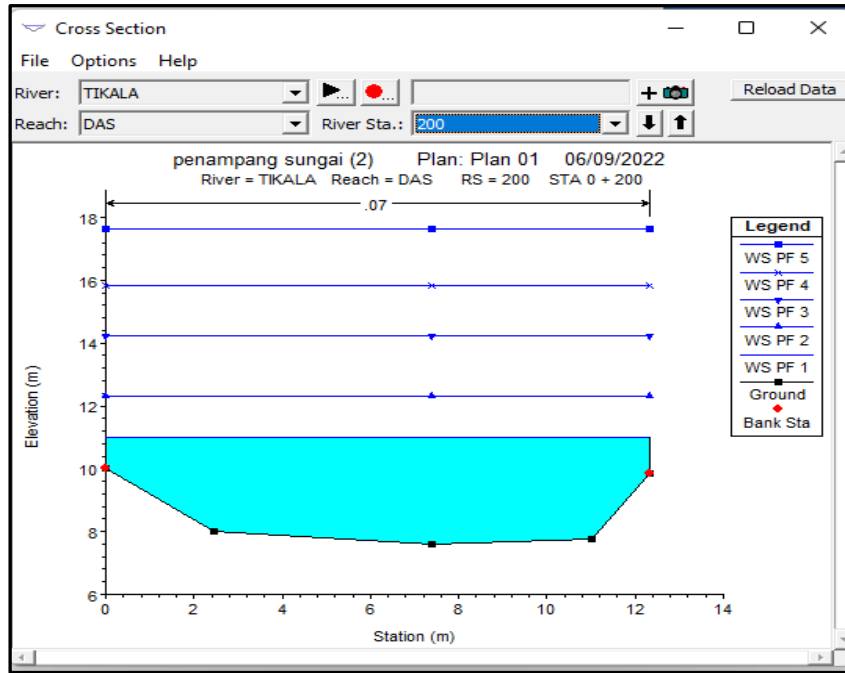 Cross Section
File Options Help
River: TIKALA
Reload Data
Reach: DAS River Sta.: 200
penampang sungai (2) Plan: Plan 01 06/09/2022
River = TIKALA Reach = DAS RS = 200 STA 0 + 200
.07
18
16
14
12
10
8
6
Elevation (m)
0 2 4 6 8 10 12 14
Station (m)
Legend
WS PF 5
WS PF 4
WS PF 3
WS PF 2
WS PF 1
Ground
Bank Sta